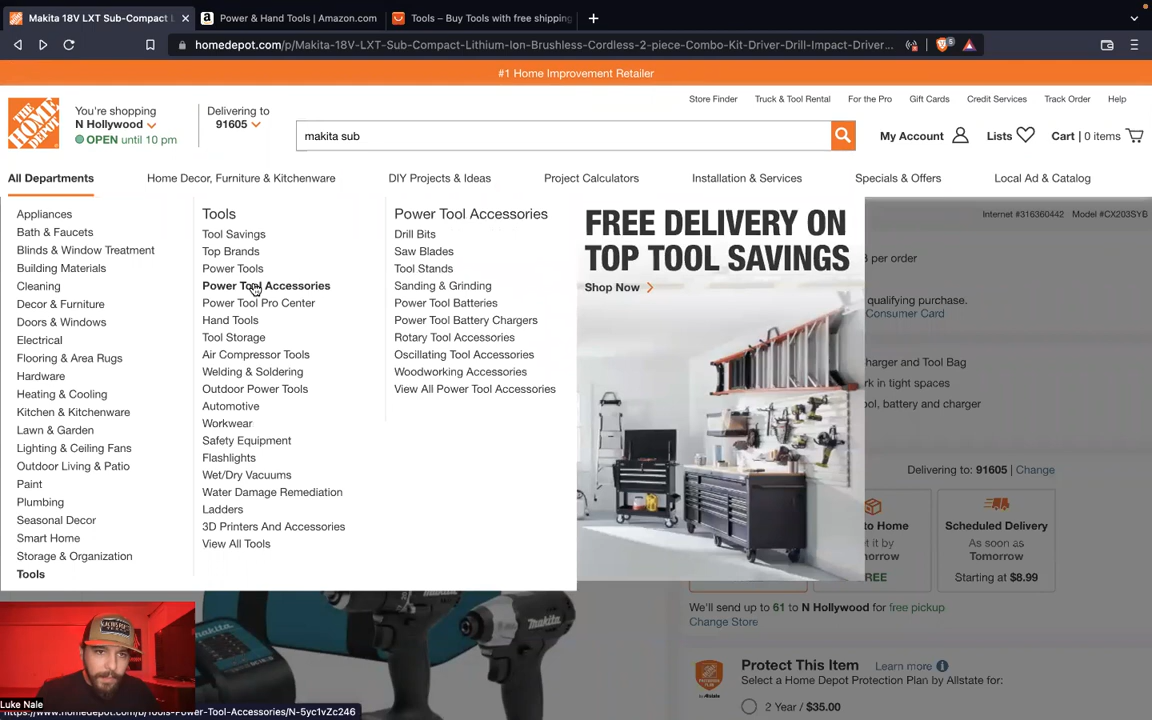 Makita 18V LXT Sub-Compact L
Power & Hand Tools | Amazon.com
Tools – Buy Tools with free shipping
homedepot.com/p/Makita-18V-LXT-Sub-Compact-Lithium-Ion-Brushless-Cordless-2-piece-Combo-Kit-Driver-Drill-Impact-Driver...
#1 Home Improvement Retailer
Store Finder
Truck & Tool Rental
For the Pro
Gift Cards
Credit Services
Track Order
Help
THE HOME DEPOT
You're shopping
N Hollywood
OPEN until 10 pm
Delivering to
91605
makita sub
My Account
Lists
Cart | 0 items
All Departments
Home Decor, Furniture & Kitchenware
DIY Projects & Ideas
Project Calculators
Installation & Services
Specials & Offers
Local Ad & Catalog
Appliances
Bath & Faucets
Blinds & Window Treatment
Building Materials
Cleaning
Decor & Furniture
Doors & Windows
Electrical
Flooring & Area Rugs
Hardware
Heating & Cooling
Kitchen & Kitchenware
Lawn & Garden
Lighting & Ceiling Fans
Outdoor Living & Patio
Paint
Plumbing
Seasonal Decor
Smart Home
Storage & Organization
Tools
Tools
Tool Savings
Top Brands
Power Tools
Power Tool Accessories
Power Tool Pro Center
Hand Tools
Tool Storage
Air Compressor Tools
Welding & Soldering
Outdoor Power Tools
Automotive
Workwear
Safety Equipment
Flashlights
Wet/Dry Vacuums
Water Damage Remediation
Ladders
3D Printers And Accessories
View All Tools
Power Tool Accessories
Drill Bits
Saw Blades
Tool Stands
Sanding & Grinding
Power Tool Batteries
Power Tool Battery Chargers
Rotary Tool Accessories
Oscillating Tool Accessories
Woodworking Accessories
View All Power Tool Accessories
FREE DELIVERY ON
TOP TOOL SAVINGS
Shop Now
Internet #316360442 Model #CX203SYB
per order
qualifying purchase.
Consumer Card
harger and Tool Bag
rk in tight spaces
ool, battery and charger
Delivering to: 91605 | Change
to Home
t it by
morrow
REE
Scheduled Delivery
As soon as
Tomorrow
Starting at $8.99
We'll send up to 61 to N Hollywood for free pickup
Change Store
Protect This Item Learn more
Select a Home Depot Protection Plan by Allstate for:
2 Year / $35.00
makita
Luke Nale
https://www.homedepot.com/b/Tools-Power-Tool-Accessories/N-5yc1vZc246